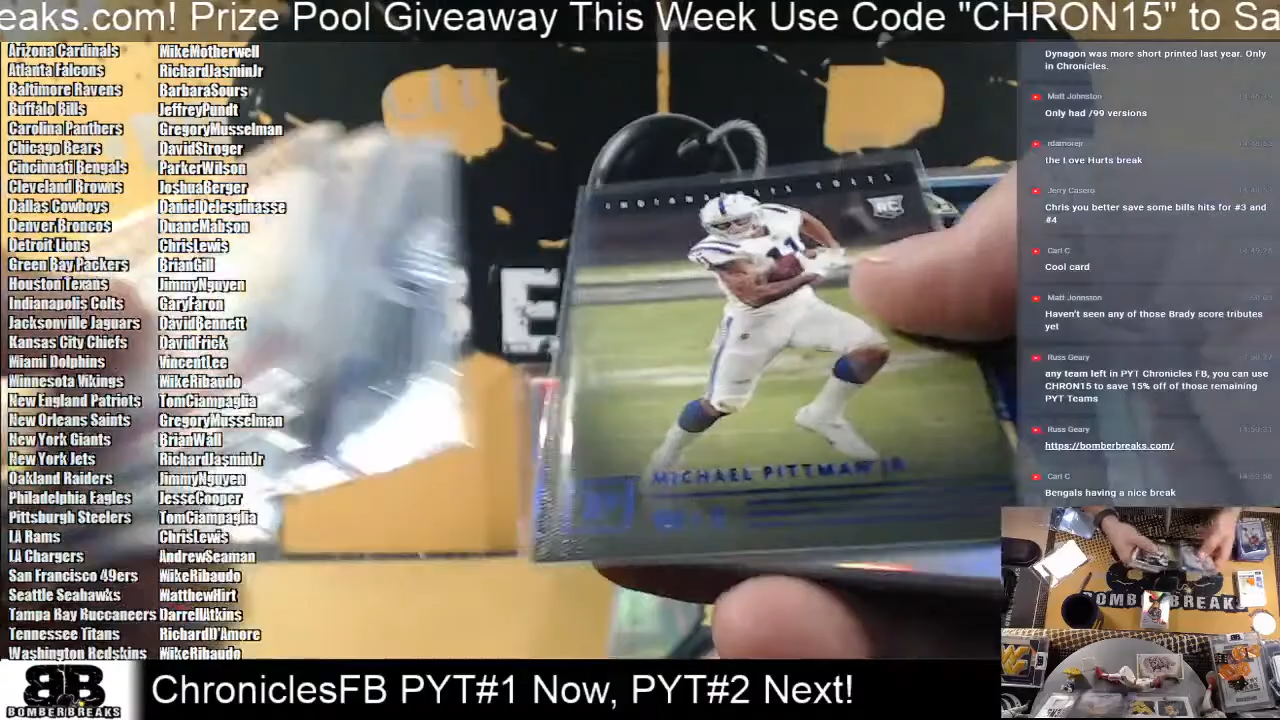 eaks.com! Prize Pool Giveaway This Week Use Code "CHRON15" to Sa
Arizona Cardinals MikeMotherwell
Atlanta Falcons RichardJasminJr
Baltimore Ravens BarbaraSours
Buffalo Bills JeffreyPundt
Carolina Panthers GregoryMusselman
Chicago Bears DavidStroger
Cincinnati Bengals ParkerWilson
Cleveland Browns JoshuaBerger
Dallas Cowboys DanielDelespinasse
Denver Broncos DuaneMabson
Detroit Lions ChrisLewis
Green Bay Packers BrianGill
Houston Texans JimmyNguyen
Indianapolis Colts GaryFaron
Jacksonville Jaguars DavidBennett
Kansas City Chiefs DavidFrick
Miami Dolphins VincentLee
Minnesota Vikings MikeRibaudo
New England Patriots TomCiampaglia
New Orleans Saints GregoryMusselman
New York Giants BrianWall
New York Jets RichardJasminJr
Oakland Raiders JimmyNguyen
Philadelphia Eagles JesseCooper
Pittsburgh Steelers TomCiampaglia
LA Rams ChrisLewis
LA Chargers AndrewSeaman
San Francisco 49ers MikeRibaudo
Seattle Seahawks MatthewHirt
Tampa Bay Buccaneers DarrellAtkins
Tennessee Titans RichardD'Amore
Washington Redskins MikeRibaudo
INDIANAPOLIS COLTS
RC
MICHAEL PITTMAN JR
Dynagon was more short printed last year. Only
in Chronicles.
Matt Johnston
Only had /99 versions
rdamorejr
the Love Hurts break
Jerry Casero
Chris you better save some bills hits for #3 and
#4
Carl C
Cool card
Matt Johnston
Haven't seen any of those Brady score tributes
yet
Russ Geary
any team left in PYT Chronicles FB, you can use
CHRON15 to save 15% off of those remaining
PYT Teams
Russ Geary
https://bomberbreaks.com/
Carl C
Bengals having a nice break
BOMBERBREAKS
BOMBERBREAKS
ChroniclesFB PYT#1 Now, PYT#2 Next!